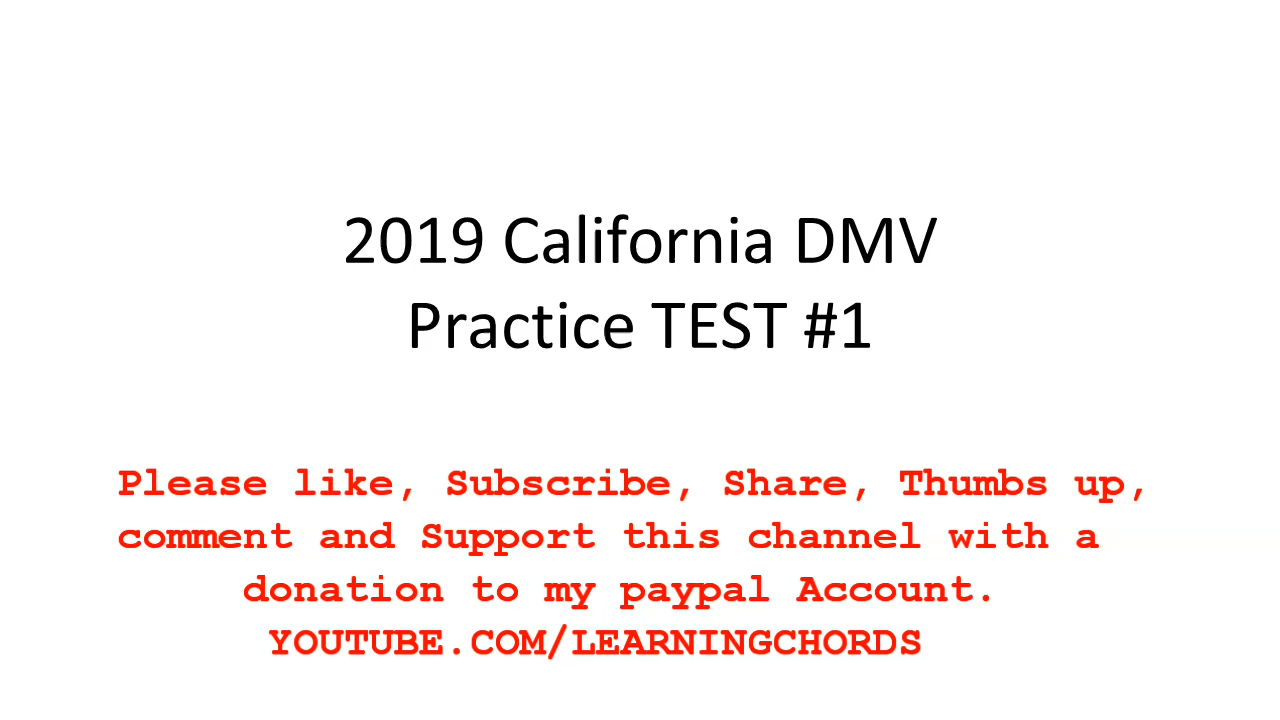 2019 California DMV
Practice TEST #1
Please like, Subscribe, Share, Thumbs up,
comment and Support this channel with a
donation to my paypal Account.
YOUTUBE.COM/LEARNINGCHORDS